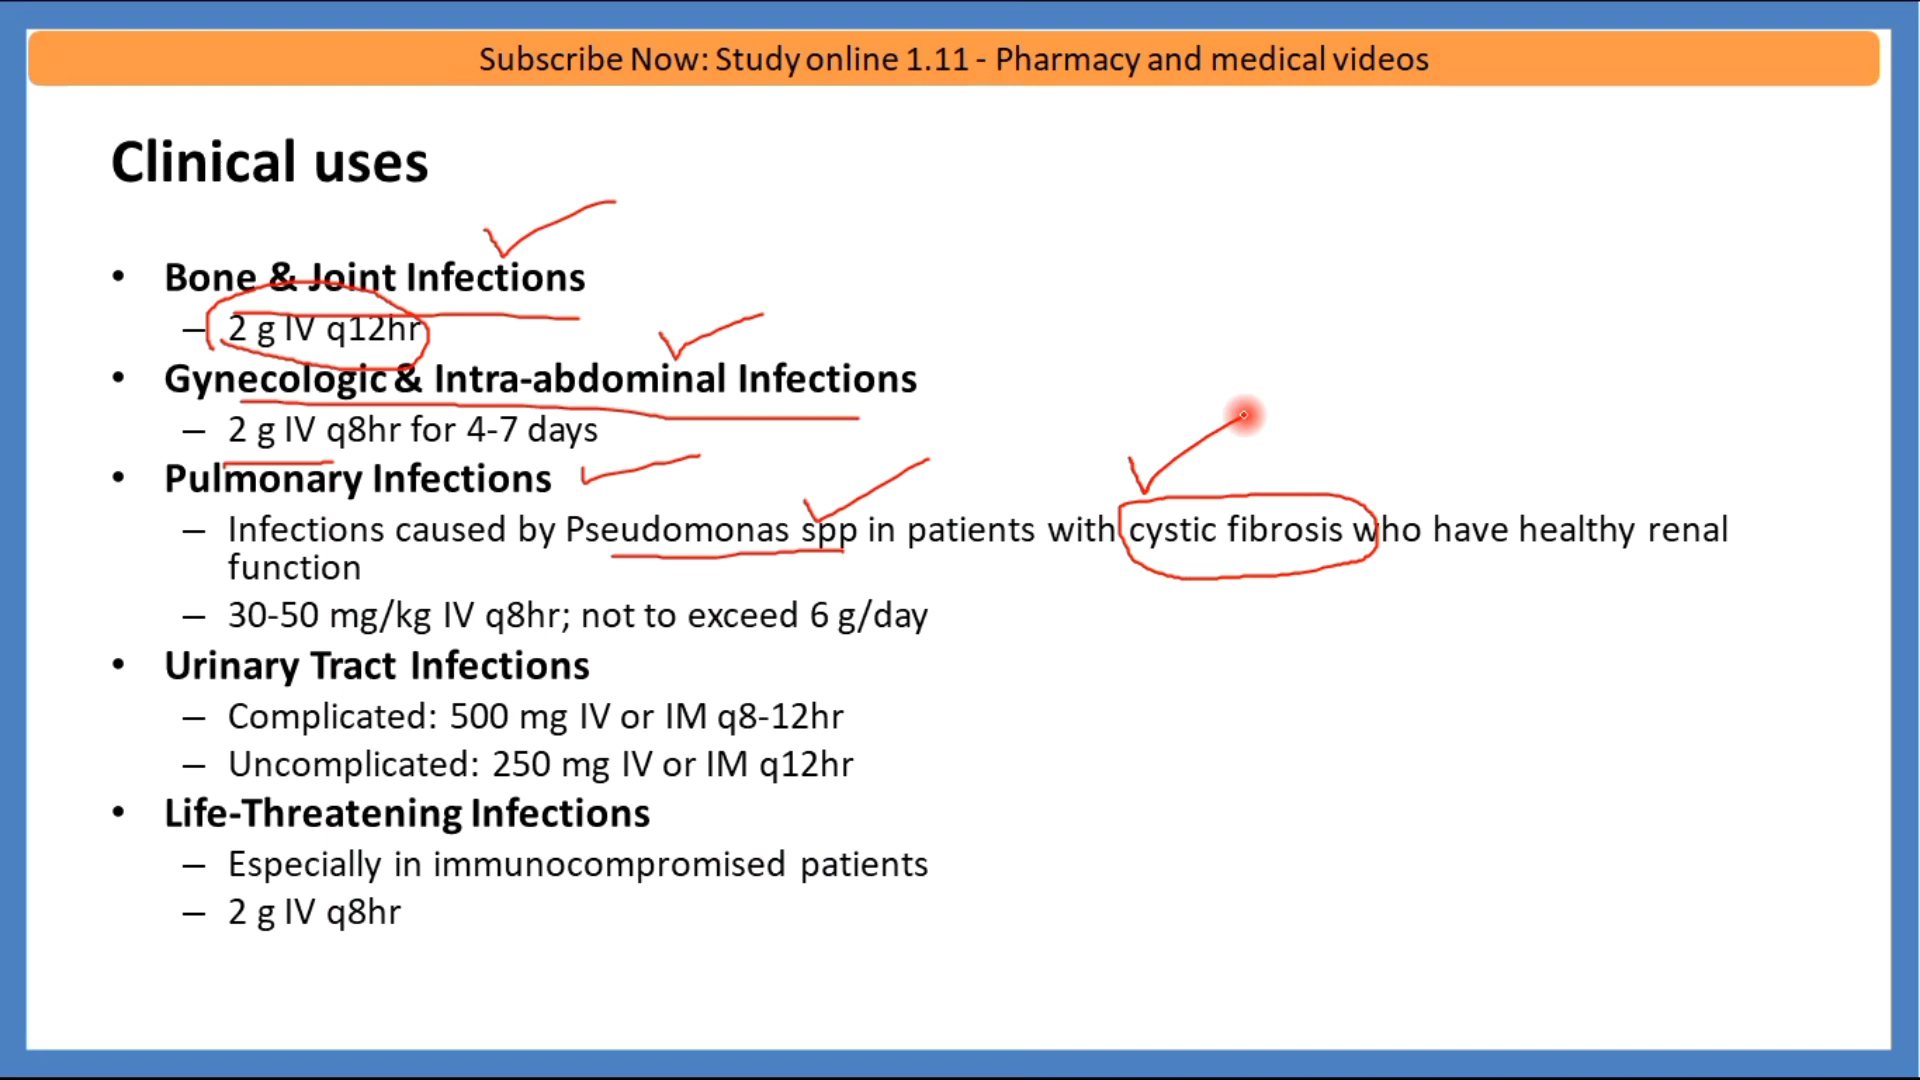 Subscribe Now: Study online 1.11 - Pharmacy and medical videos
Clinical uses
• Bone & Joint Infections
– 2 g IV q12hr
• Gynecologic & Intra-abdominal Infections
– 2 g IV q8hr for 4-7 days
• Pulmonary Infections
– Infections caused by Pseudomonas spp in patients with cystic fibrosis who have healthy renal
function
– 30-50 mg/kg IV q8hr; not to exceed 6 g/day
• Urinary Tract Infections
– Complicated: 500 mg IV or IM q8-12hr
– Uncomplicated: 250 mg IV or IM q12hr
• Life-Threatening Infections
– Especially in immunocompromised patients
– 2 g IV q8hr